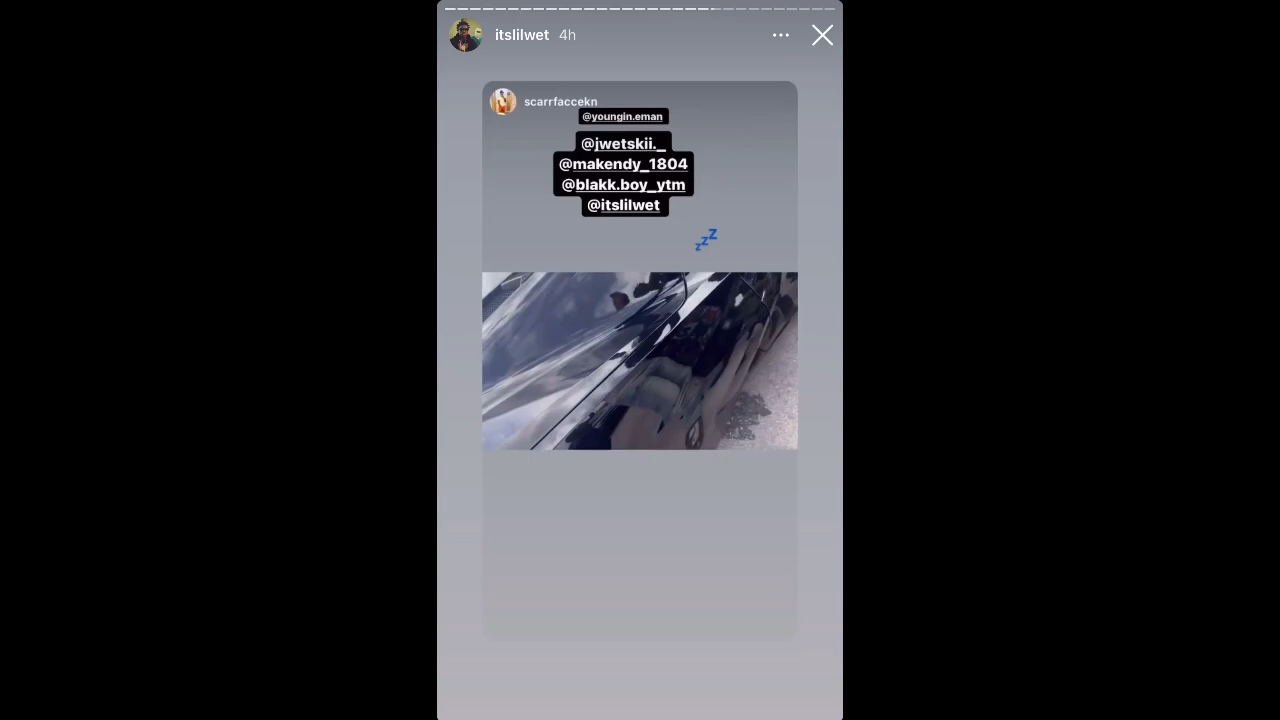 itslilwet 4h
scarrfaccekn
@youngin.eman
@jwetskii._
@makendy_1804
@blakk.boy_ytm
@itslilwet